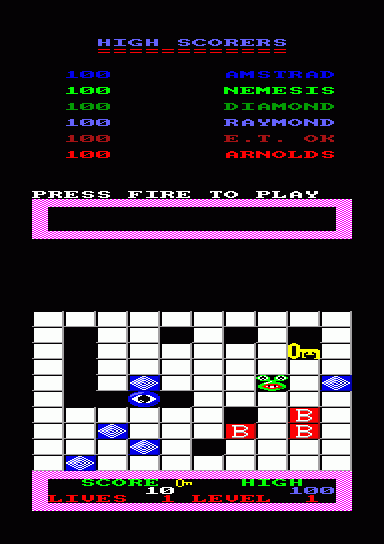 HIGH SCORERS
100 AMSTRAD
100 NEMESIS
100 DIAMOND
100 RAYMOND
100 E.T. OK
100 ARNOLDS
PRESS FIRE TO PLAY
B
B B
SCORE HIGH
10 100
LIVES 1 LEVEL 1